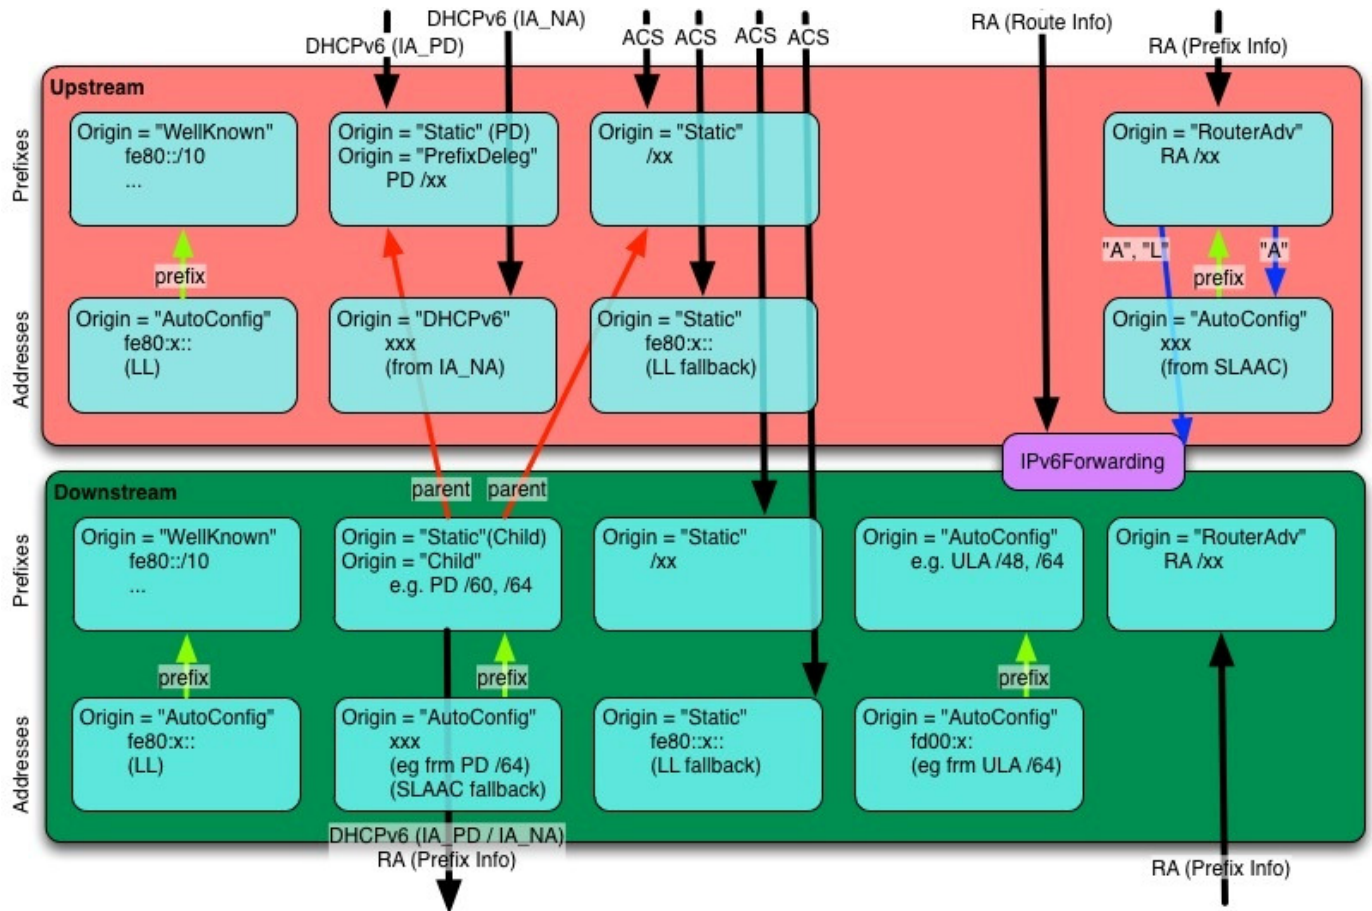 DHCPv6 (IA_PD)
DHCPv6 (IA_NA)
ACS
ACS
ACS
ACS
RA (Route Info)
RA (Prefix Info)
Upstream
Prefixes
Origin = "WellKnown"
fe80::/10
...
Origin = "Static" (PD)
Origin = "PrefixDeleg"
PD /xx
Origin = "Static"
/xx
Origin = "RouterAdv"
RA /xx
prefix
"A", "L"
prefix
"A"
Addresses
Origin = "AutoConfig"
fe80:x::
(LL)
Origin = "DHCPv6"
xxx
(from IA_NA)
Origin = "Static"
fe80:x::
(LL fallback)
Origin = "AutoConfig"
xxx
(from SLAAC)
IPv6Forwarding
Downstream
parent
parent
Prefixes
Origin = "WellKnown"
fe80::/10
...
Origin = "Static"(Child)
Origin = "Child"
e.g. PD /60, /64
Origin = "Static"
/xx
Origin = "AutoConfig"
e.g. ULA /48, /64
Origin = "RouterAdv"
RA /xx
prefix
prefix
prefix
Addresses
Origin = "AutoConfig"
fe80:x::
(LL)
Origin = "AutoConfig"
xxx
(eg frm PD /64)
(SLAAC fallback)
Origin = "Static"
fe80::x::
(LL fallback)
Origin = "AutoConfig"
fd00:x:
(eg frm ULA /64)
DHCPv6 (IA_PD / IA_NA)
RA (Prefix Info)
RA (Prefix Info)